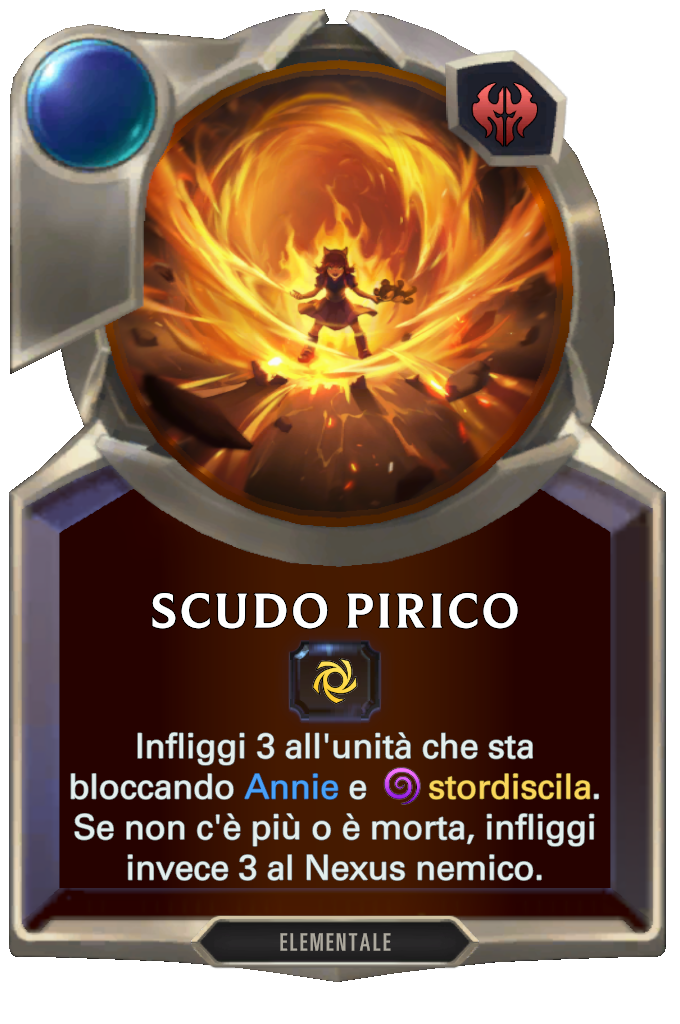 SCUDO PIRICO
Infliggi 3 all'unità che sta
bloccando Annie e stordiscila.
Se non c'è più o è morta, infliggi
invece 3 al Nexus nemico.
ELEMENTALE